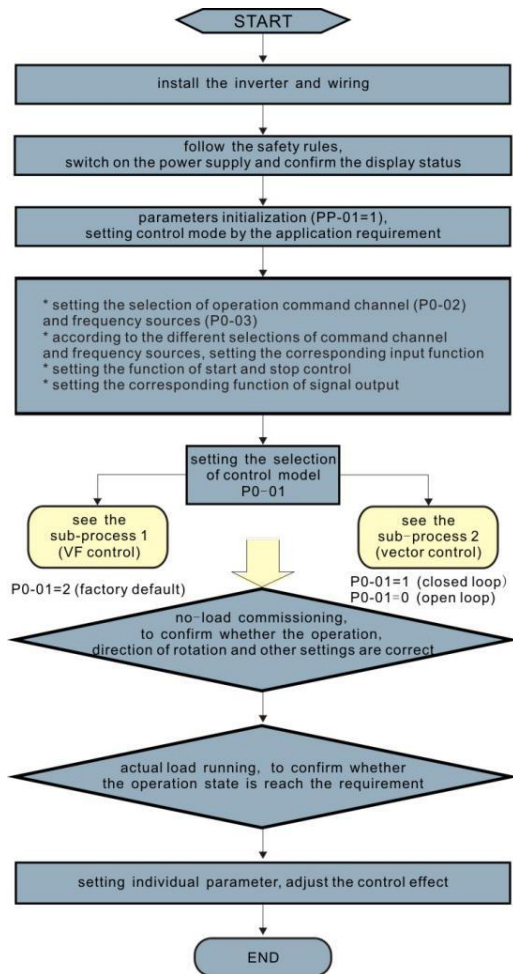 START
install the inverter and wiring
follow the safety rules,
switch on the power supply and confirm the display status
parameters initialization (PP-01=1),
setting control mode by the application requirement
* setting the selection of operation command channel (P0-02)
and frequency sources (P0-03)
* according to the different selections of command channel
and frequency sources, setting the corresponding input function
* setting the function of start and stop control
* setting the corresponding function of signal output
setting the selection
of control model
P0-01
see the
sub-process 1
(VF control)
P0-01=2 (factory default)
see the
sub-process 2
(vector control)
P0-01=1 (closed loop)
P0-01=0 (open loop)
no-load commissioning,
to confirm whether the operation,
direction of rotation and other settings are correct
actual load running, to confirm whether
the operation state is reach the requirement
setting individual parameter, adjust the control effect
END